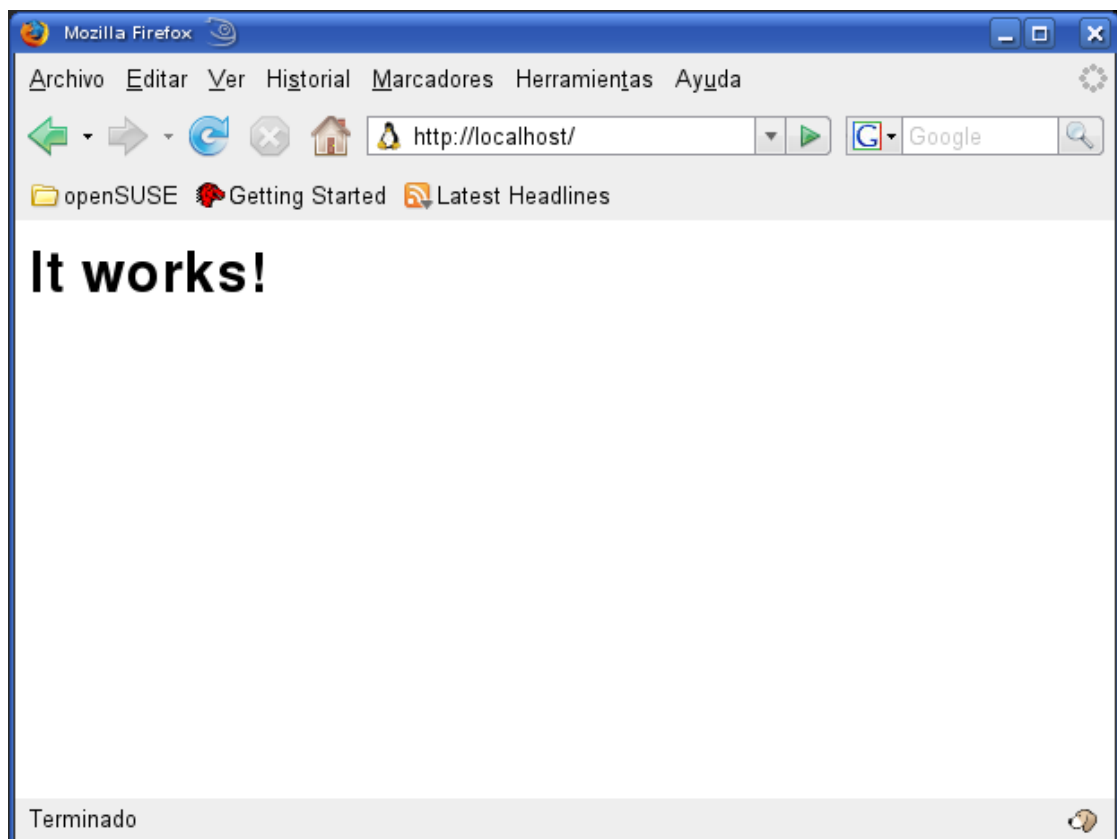 Mozilla Firefox
Archivo Editar Ver Historial Marcadores Herramientas Ayuda
http://localhost/ G Google
openSUSE Getting Started Latest Headlines
It works!
Terminado